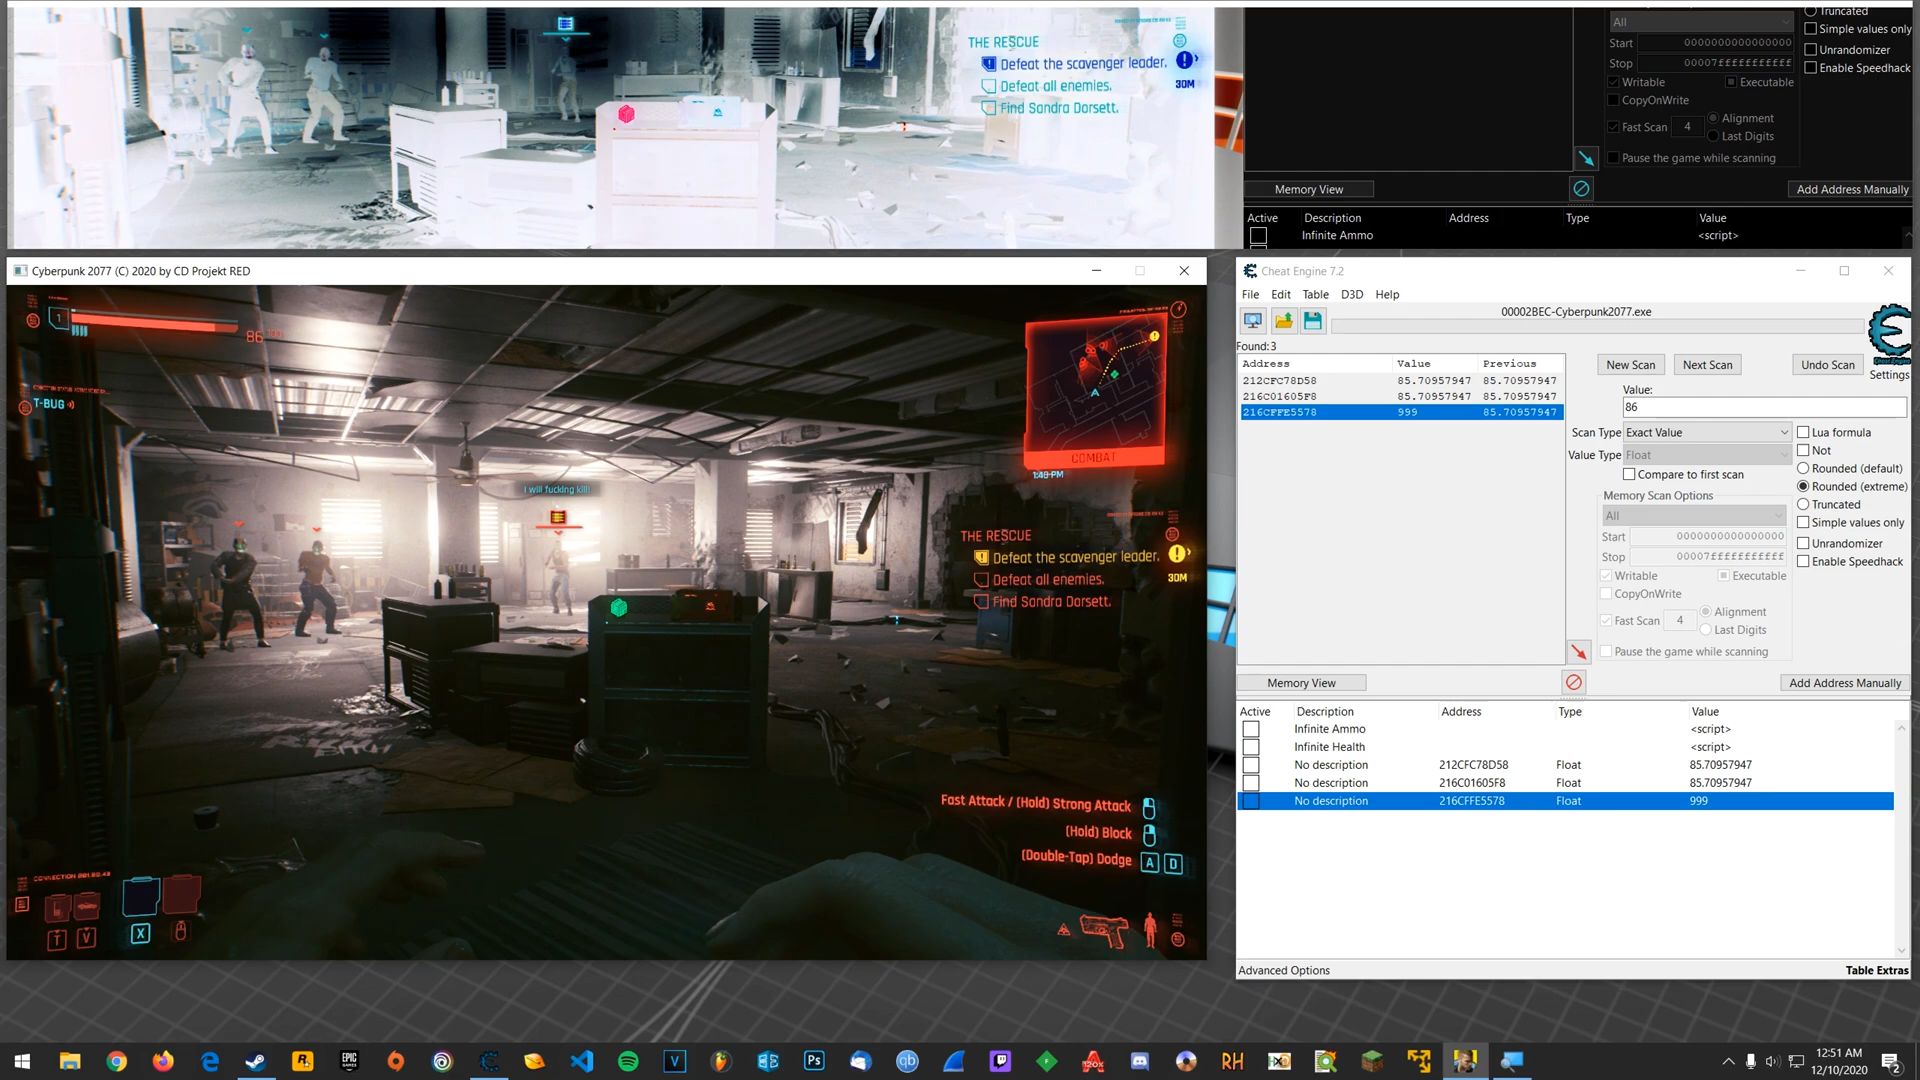 THE RESCUE
Defeat the scavenger leader.
30M
Defeat all enemies.
Find Sandra Dorsett.
All
Truncated
Simple values only
Start 0000000000000000
Unrandomizer
Stop 00007fffffffffff
Enable Speedhack
Writable Executable
CopyOnWrite
Fast Scan 4 Alignment
Last Digits
Pause the game while scanning
Memory View
Add Address Manually
Active Description Address Type Value
Infinite Ammo <script>
Cyberpunk 2077 (C) 2020 by CD Projekt RED
1
86 100
T-BUG
COMBAT
1:48 PM
I will fucking kill!
THE RESCUE
Defeat the scavenger leader.
30M
Defeat all enemies.
Find Sandra Dorsett.
Fast Attack / (Hold) Strong Attack
(Hold) Block
(Double-Tap) Dodge A D
T V X
Cheat Engine 7.2
File Edit Table D3D Help
00002BEC-Cyberpunk2077.exe
Found:3
Address Value Previous
212CFC78D58 85.70957947 85.70957947
216C01605F8 85.70957947 85.70957947
216CFFE5578 999 85.70957947
New Scan Next Scan Undo Scan
Cheat Engine
Settings
Value:
86
Scan Type Exact Value
Value Type Float
Compare to first scan
Lua formula
Not
Rounded (default)
Rounded (extreme)
Truncated
Simple values only
Unrandomizer
Enable Speedhack
Memory Scan Options
All
Start 0000000000000000
Stop 00007fffffffffff
Writable Executable
CopyOnWrite
Fast Scan 4 Alignment
Last Digits
Pause the game while scanning
Memory View
Add Address Manually
Active Description Address Type Value
Infinite Ammo <script>
Infinite Health <script>
No description 212CFC78D58 Float 85.70957947
No description 216C01605F8 Float 85.70957947
No description 216CFFE5578 Float 999
Advanced Options Table Extras
R
EPIC GAMES
V
Ps
qb
F
120%
RH
12:51 AM
12/10/2020
2